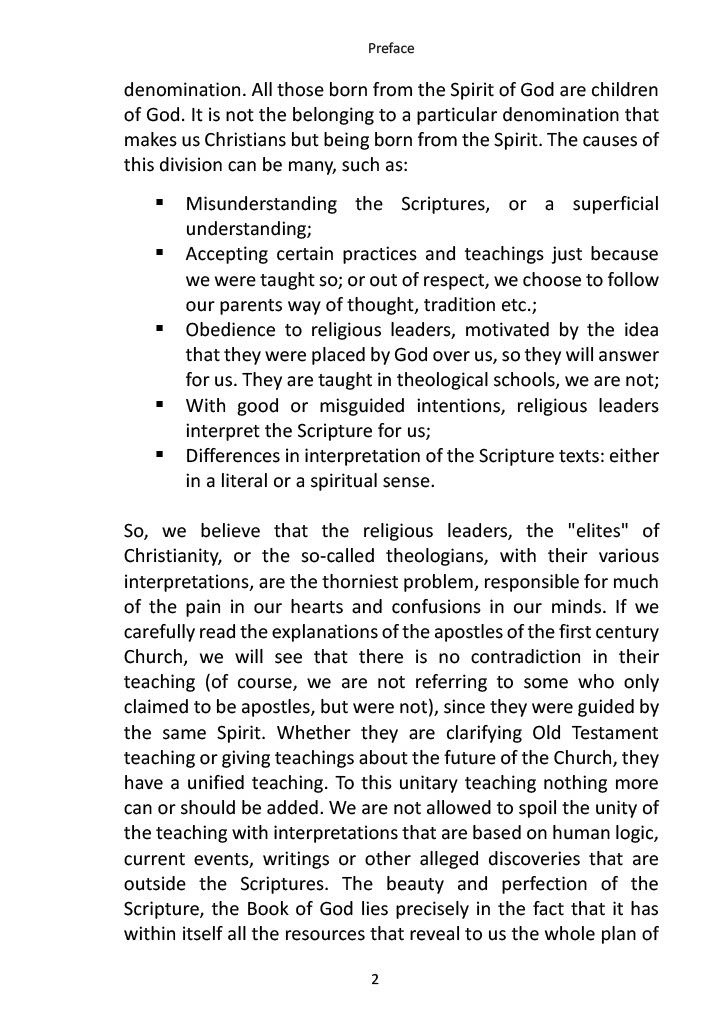 Preface
denomination. All those born from the Spirit of God are children
of God. It is not the belonging to a particular denomination that
makes us Christians but being born from the Spirit. The causes of
this division can be many, such as:
▪ Misunderstanding the Scriptures, or a superficial
understanding;
▪ Accepting certain practices and teachings just because
we were taught so; or out of respect, we choose to follow
our parents way of thought, tradition etc.;
▪ Obedience to religious leaders, motivated by the idea
that they were placed by God over us, so they will answer
for us. They are taught in theological schools, we are not;
▪ With good or misguided intentions, religious leaders
interpret the Scripture for us;
▪ Differences in interpretation of the Scripture texts: either
in a literal or a spiritual sense.
So, we believe that the religious leaders, the "elites" of
Christianity, or the so-called theologians, with their various
interpretations, are the thorniest problem, responsible for much
of the pain in our hearts and confusions in our minds. If we
carefully read the explanations of the apostles of the first century
Church, we will see that there is no contradiction in their
teaching (of course, we are not referring to some who only
claimed to be apostles, but were not), since they were guided by
the same Spirit. Whether they are clarifying Old Testament
teaching or giving teachings about the future of the Church, they
have a unified teaching. To this unitary teaching nothing more
can or should be added. We are not allowed to spoil the unity of
the teaching with interpretations that are based on human logic,
current events, writings or other alleged discoveries that are
outside the Scriptures. The beauty and perfection of the
Scripture, the Book of God lies precisely in the fact that it has
within itself all the resources that reveal to us the whole plan of
2